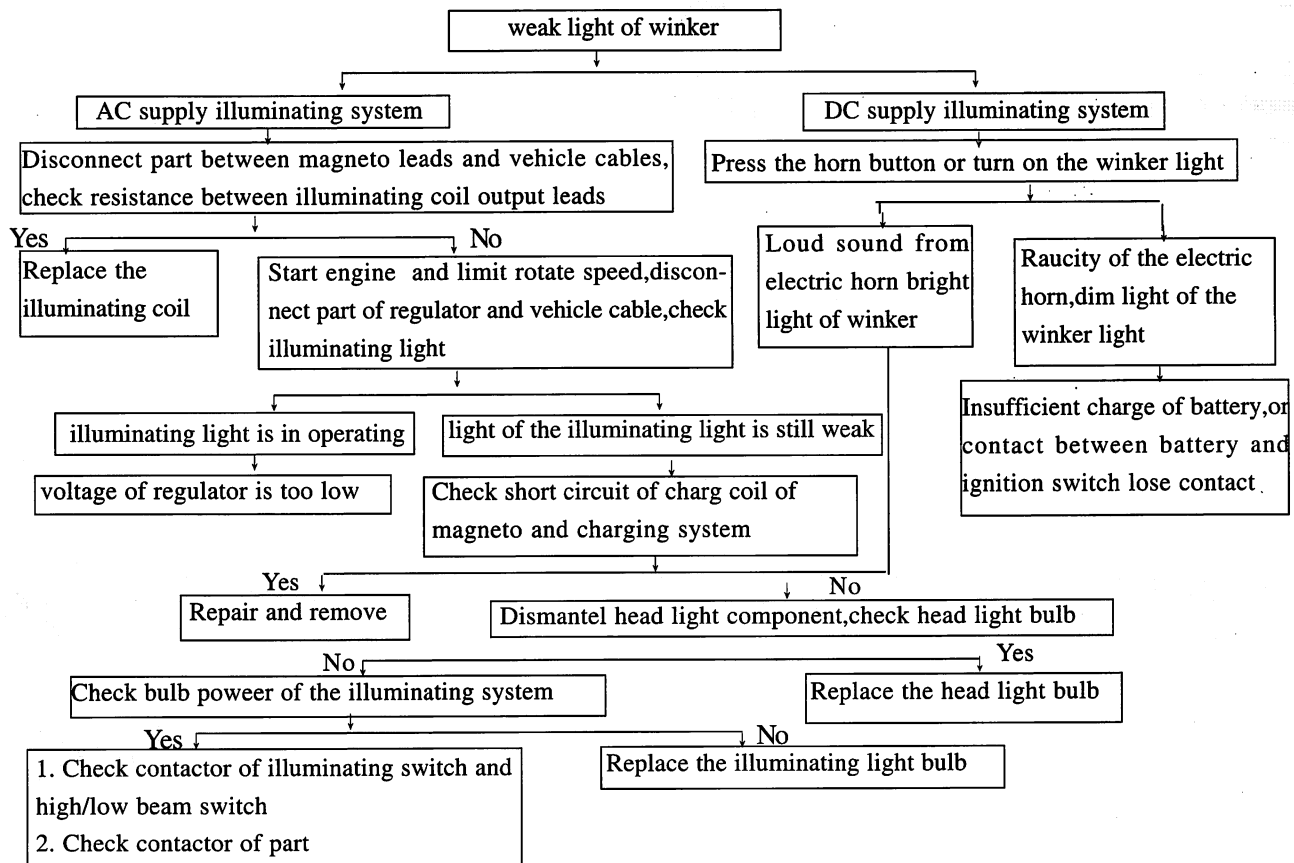 weak light of winker
AC supply illuminating system
DC supply illuminating system
Disconnect part between magneto leads and vehicle cables,
check resistance between illuminating coil output leads
Press the horn button or turn on the winker light
Yes
No
Replace the
illuminating coil
Start engine and limit rotate speed,discon-
nect part of regulator and vehicle cable,check
illuminating light
Loud sound from
electric horn bright
light of winker
Raucity of the electric
horn,dim light of the
winker light
illuminating light is in operating
light of the illuminating light is still weak
Insufficient charge of battery,or
contact between battery and
ignition switch lose contact
voltage of regulator is too low
Check short circuit of charg coil of
magneto and charging system
Yes
No
Repair and remove
Dismantel head light component,check head light bulb
No
Yes
Check bulb poweer of the illuminating system
Replace the head light bulb
Yes
No
1. Check contactor of illuminating switch and
high/low beam switch
2. Check contactor of part
Replace the illuminating light bulb